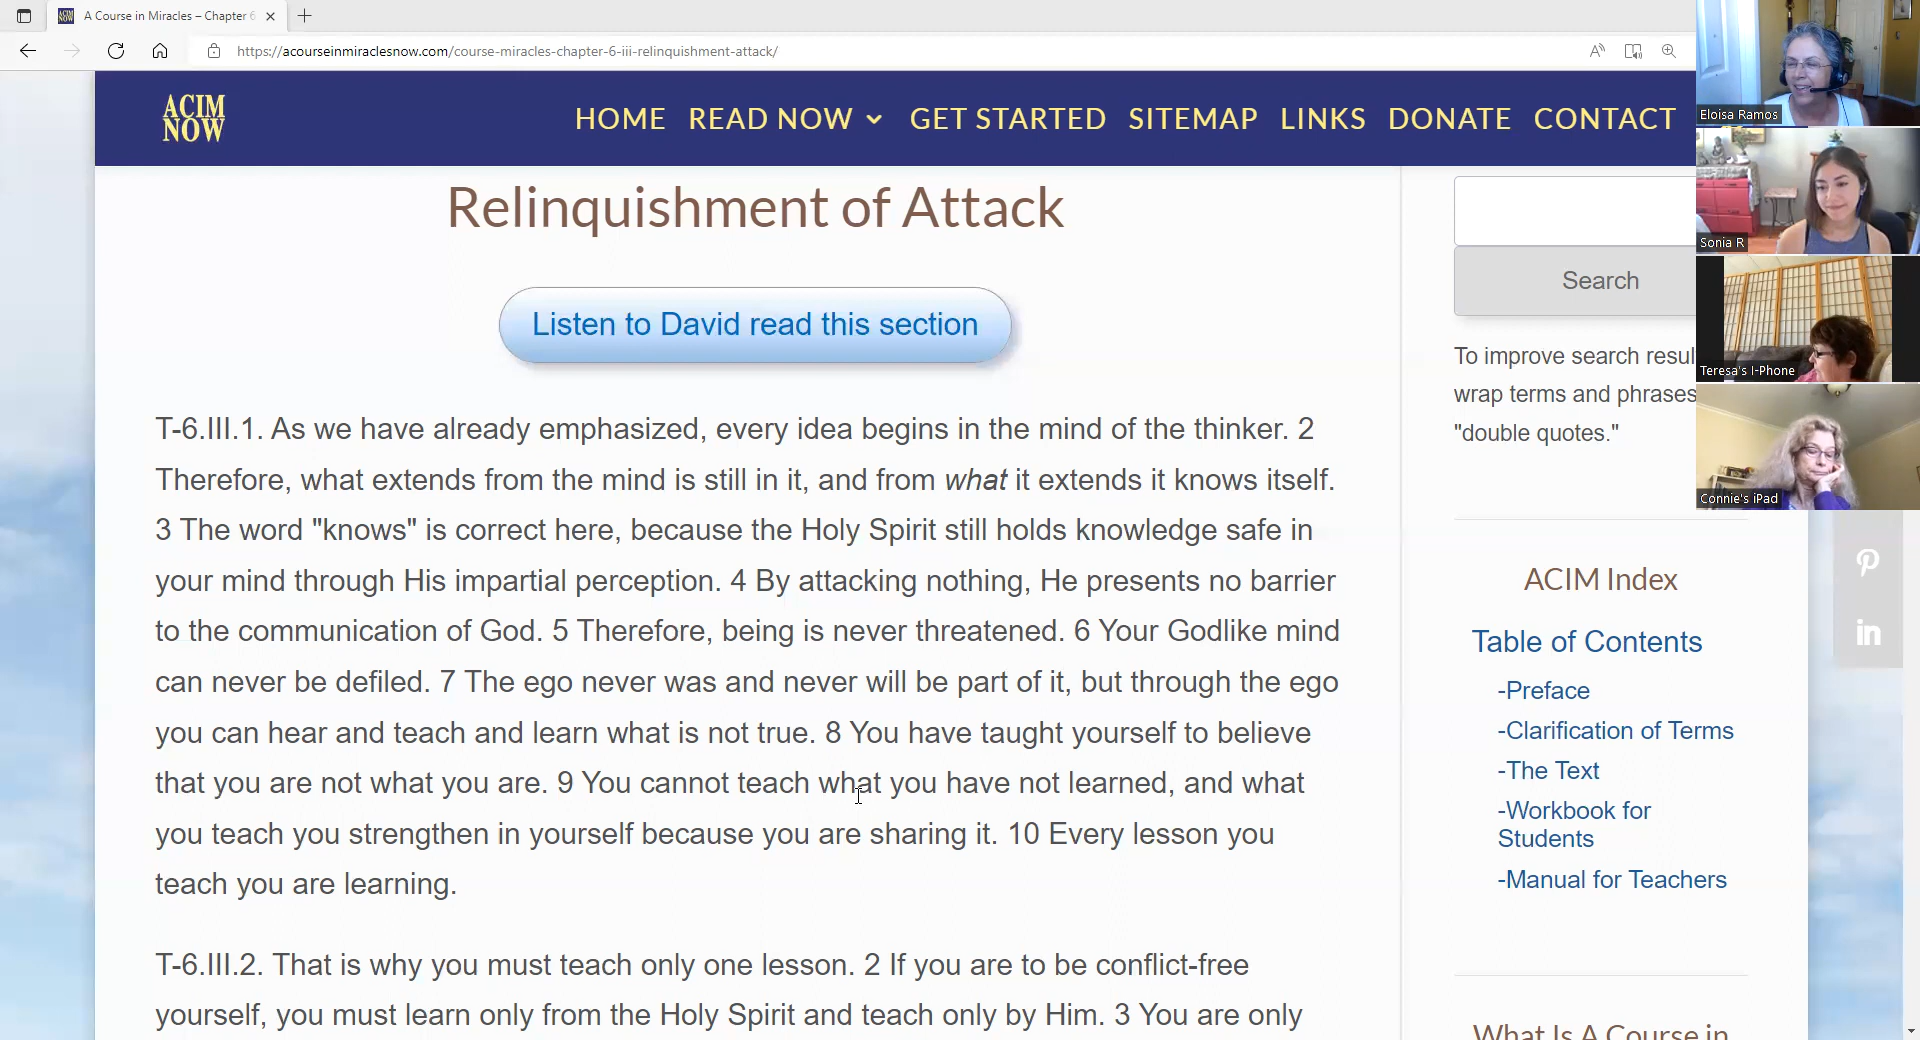 A Course in Miracles – Chapter 6
https://acourseinmiraclesnow.com/course-miracles-chapter-6-iii-relinquishment-attack/
ACIM
NOW
HOME READ NOW GET STARTED SITEMAP LINKS DONATE CONTACT
Relinquishment of Attack
Listen to David read this section
T-6.III.1. As we have already emphasized, every idea begins in the mind of the thinker. 2
Therefore, what extends from the mind is still in it, and from what it extends it knows itself.
3 The word "knows" is correct here, because the Holy Spirit still holds knowledge safe in
your mind through His impartial perception. 4 By attacking nothing, He presents no barrier
to the communication of God. 5 Therefore, being is never threatened. 6 Your Godlike mind
can never be defiled. 7 The ego never was and never will be part of it, but through the ego
you can hear and teach and learn what is not true. 8 You have taught yourself to believe
that you are not what you are. 9 You cannot teach what you have not learned, and what
you teach you strengthen in yourself because you are sharing it. 10 Every lesson you
teach you are learning.
T-6.III.2. That is why you must teach only one lesson. 2 If you are to be conflict-free
yourself, you must learn only from the Holy Spirit and teach only by Him. 3 You are only
Search
To improve search resul
wrap terms and phrases
"double quotes."
ACIM Index
Table of Contents
-Preface
-Clarification of Terms
-The Text
-Workbook for
Students
-Manual for Teachers
What Is A Course in
Eloisa Ramos
Sonia R
Teresa's I-Phone
Connie's iPad